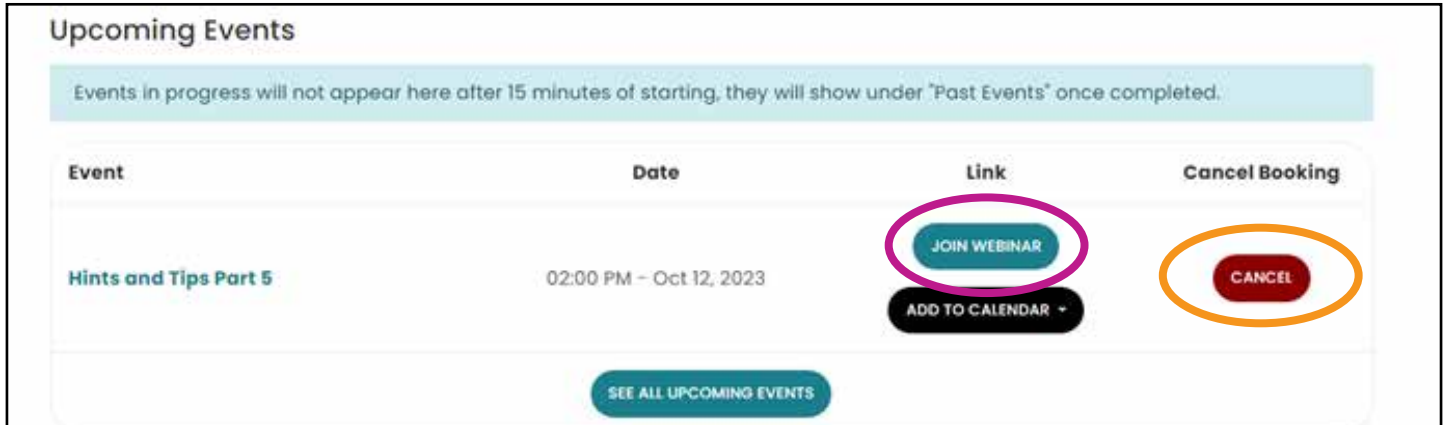 Upcoming Events
Events in progress will not appear here after 15 minutes of starting, they will show under "Past Events" once completed.
Event Date Link Cancel Booking
JOIN WEBINAR
Hints and Tips Part 5 02:00 PM - Oct 12, 2023 CANCEL
ADD TO CALENDAR
SEE ALL UPCOMING EVENTS